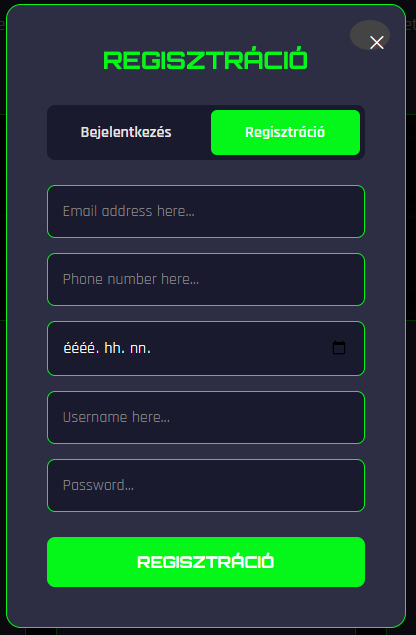 REGISZTRÁCIÓ
Bejelentkezés Regisztráció
Email address here...
Phone number here...
éééé. hh. nn.
Username here...
Password...
REGISZTRÁCIÓ